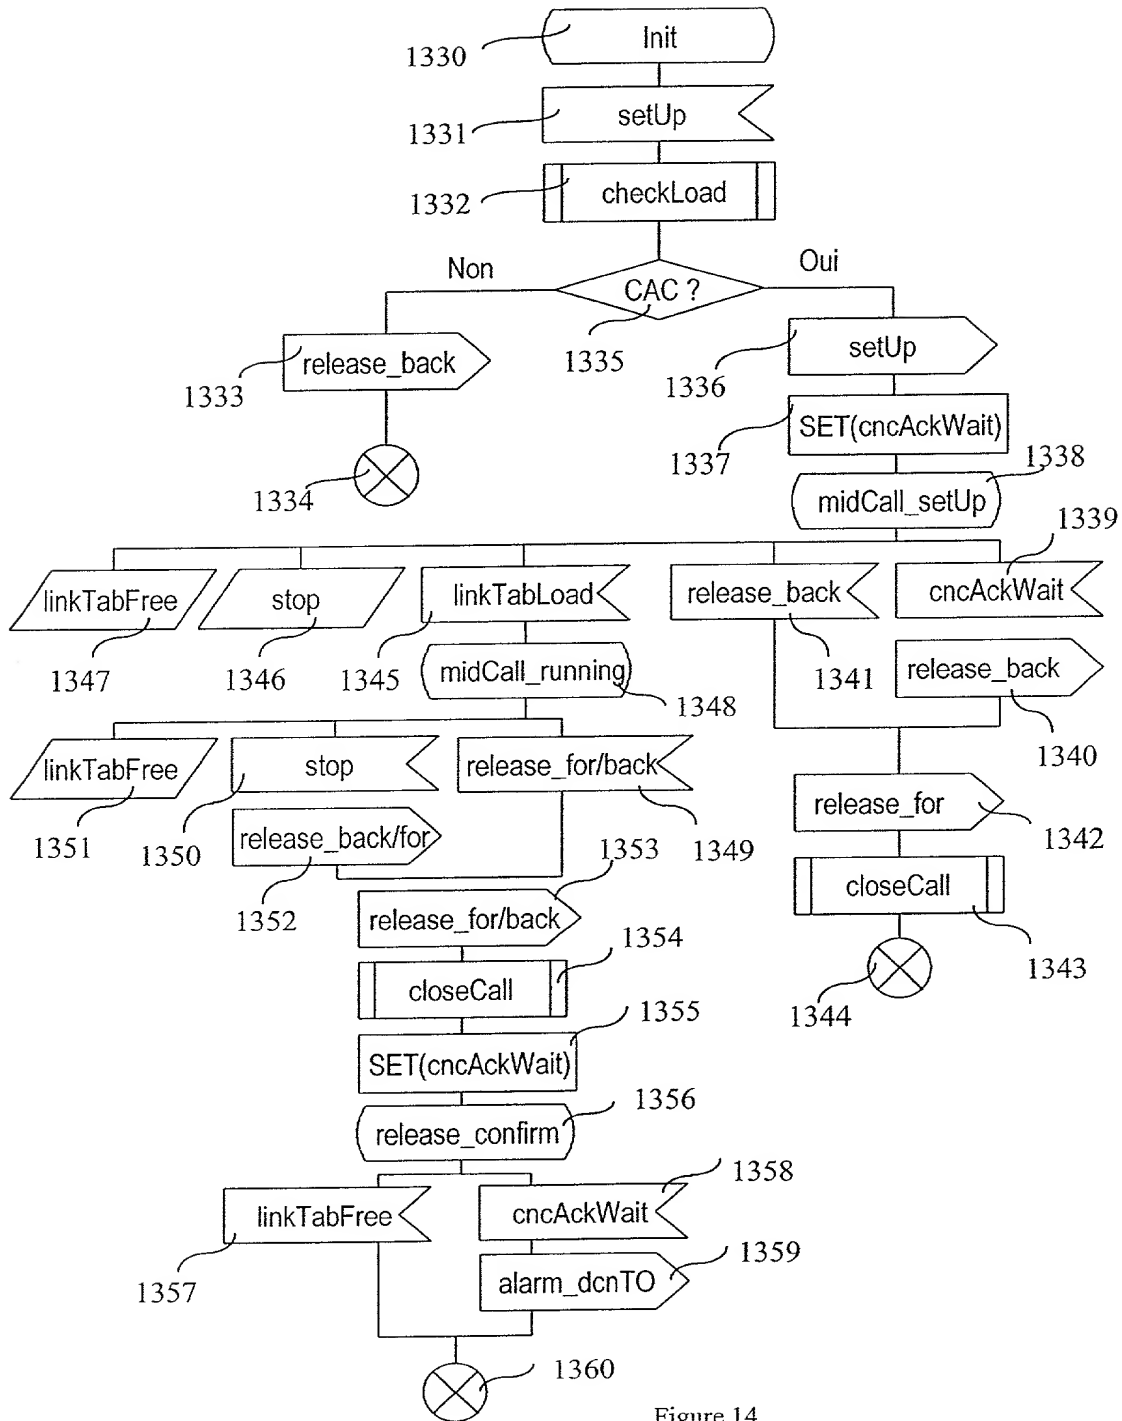 Init
1330
setUp
1331
checkLoad
1332
Non
Oui
CAC ?
1335
release_back
1333
setUp
1336
SET(cncAckWait)
1337
1334
1338
midCall_setUp
1339
linkTabFree
stop
linkTabLoad
release_back
cncAckWait
1347
1346
1345
1341
release_back
midCall_running
1348
1340
linkTabFree
stop
release_for/back
release_for
1351
1350
release_back/for
1353
1349
1342
1352
release_for/back
closeCall
1354
closeCall
1343
1344
1355
SET(cncAckWait)
1356
release_confirm
1358
linkTabFree
cncAckWait
1357
1359
alarm_dcnTO
1360
Figure 14